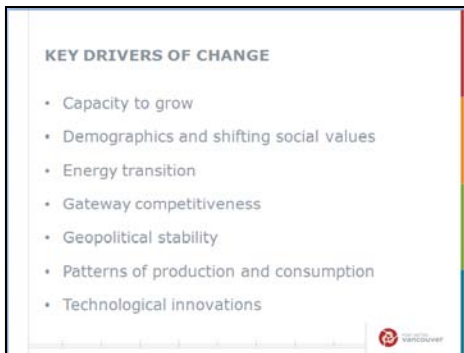 KEY DRIVERS OF CHANGE
• Capacity to grow
• Demographics and shifting social values
• Energy transition
• Gateway competitiveness
• Geopolitical stability
• Patterns of production and consumption
• Technological innovations
vancouver